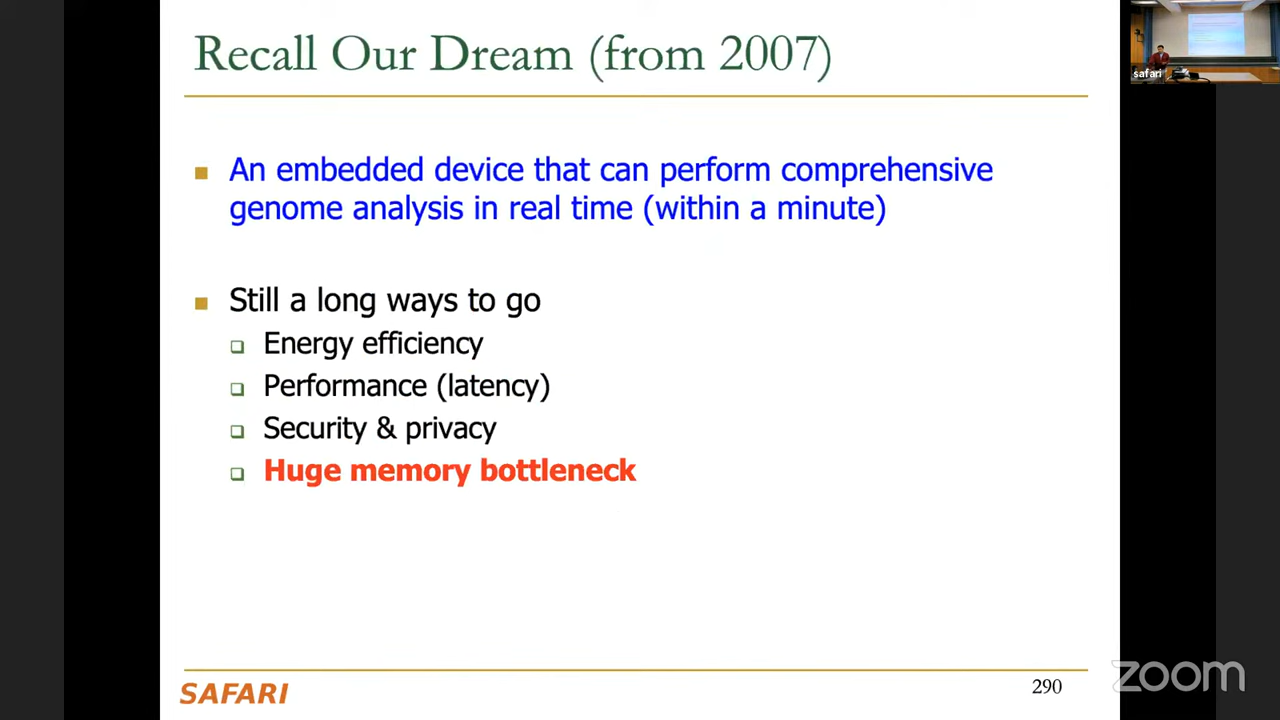 Recall Our Dream (from 2007)
safari
An embedded device that can perform comprehensive
genome analysis in real time (within a minute)
Still a long ways to go
Energy efficiency
Performance (latency)
Security & privacy
Huge memory bottleneck
SAFARI
290
zoom